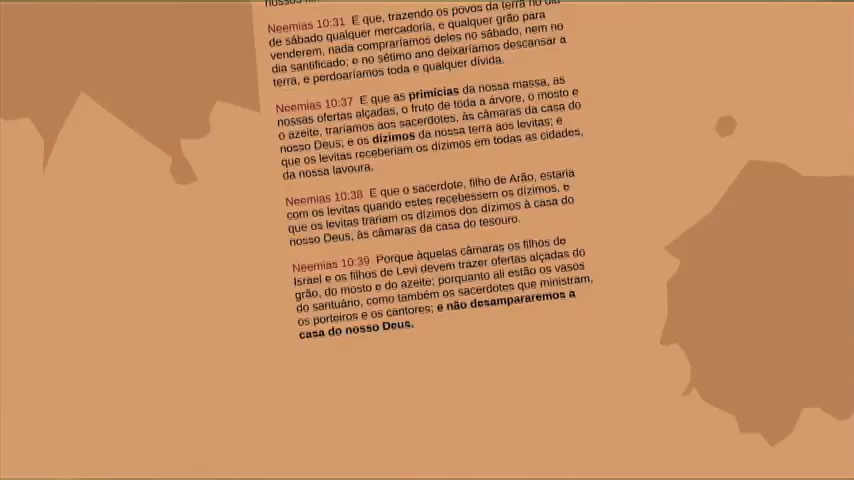 Neemias 10:31 E que, trazendo os povos da terra no dia
de sábado qualquer mercadoria, e qualquer grão para
venderem, nada compraríamos deles no sábado, nem no
dia santificado; e no sétimo ano deixaríamos descansar a
terra, e perdoaríamos toda e qualquer dívida.
Neemias 10:37 E que as primícias da nossa massa, as
nossas ofertas alçadas, o fruto de toda a árvore, o mosto e
o azeite, traríamos aos sacerdotes, às câmaras da casa do
nosso Deus; e os dízimos da nossa terra aos levitas; e
que os levitas receberiam os dízimos em todas as cidades,
da nossa lavoura.
Neemias 10:38 E que o sacerdote, filho de Arão, estaria
com os levitas quando estes recebessem os dízimos, e
que os levitas trariam os dízimos dos dízimos à casa do
nosso Deus, às câmaras da casa do tesouro.
Neemias 10:39 Porque àquelas câmaras os filhos de
Israel e os filhos de Levi devem trazer ofertas alçadas do
grão, do mosto e do azeite; porquanto ali estão os vasos
do santuário, como também os sacerdotes que ministram,
os porteiros e os cantores; e não desampararemos a
casa do nosso Deus.